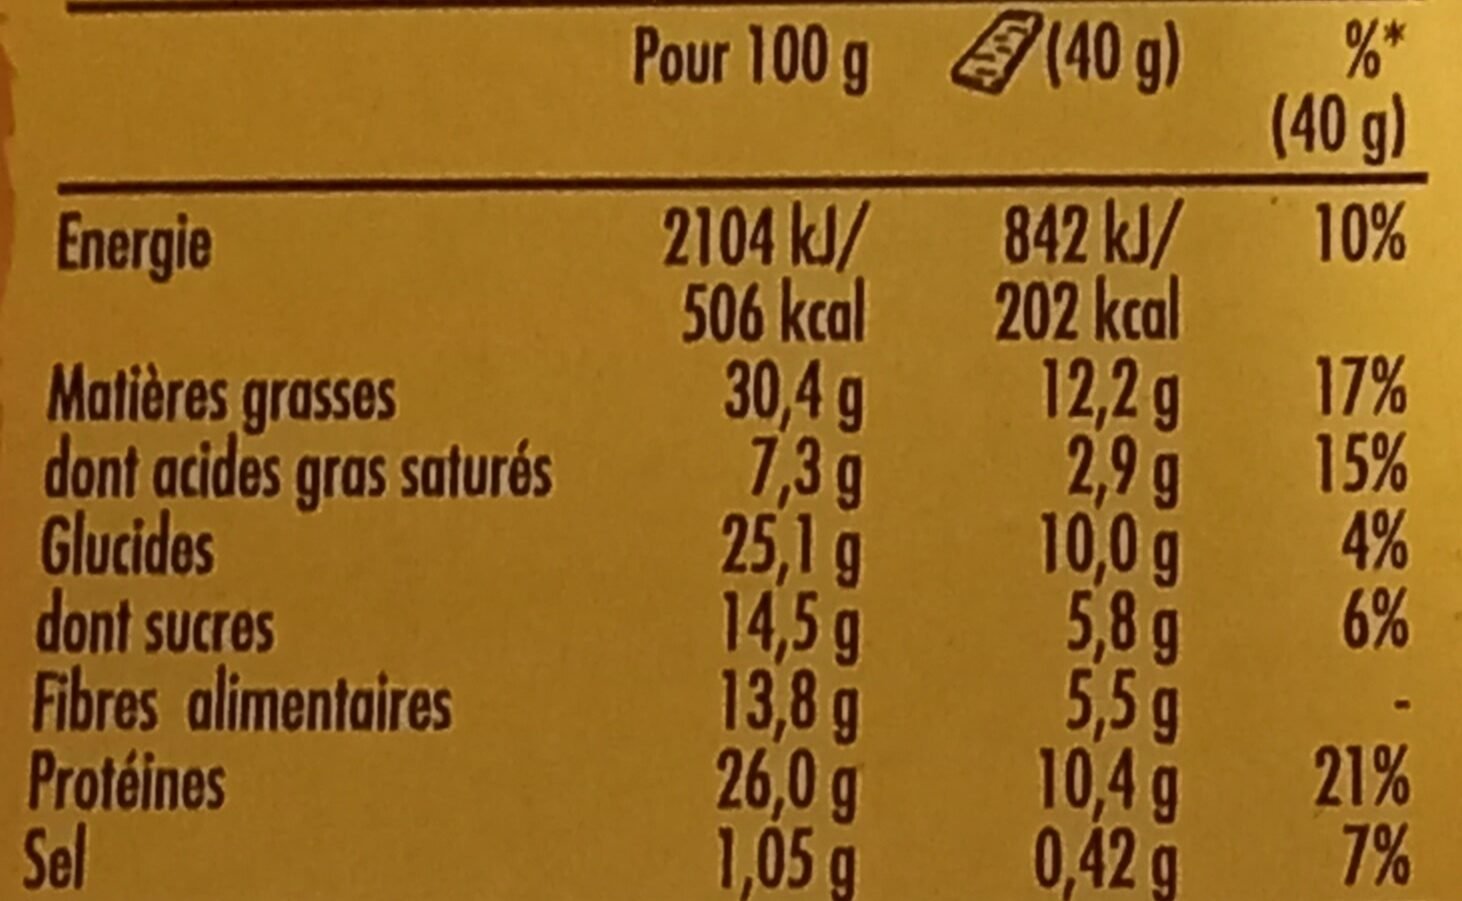 Pour 100 g (40 g) %*
(40 g)
Energie 2104 kJ/ 842 kJ/ 10%
506 kcal 202 kcal
Matières grasses 30,4 g 12,2 g 17%
dont acides gras saturés 7,3 g 2,9 g 15%
Glucides 25,1 g 10,0 g 4%
dont sucres 14,5 g 5,8 g 6%
Fibres alimentaires 13,8 g 5,5 g -
Protéines 26,0 g 10,4 g 21%
Sel 1,05 g 0,42 g 7%